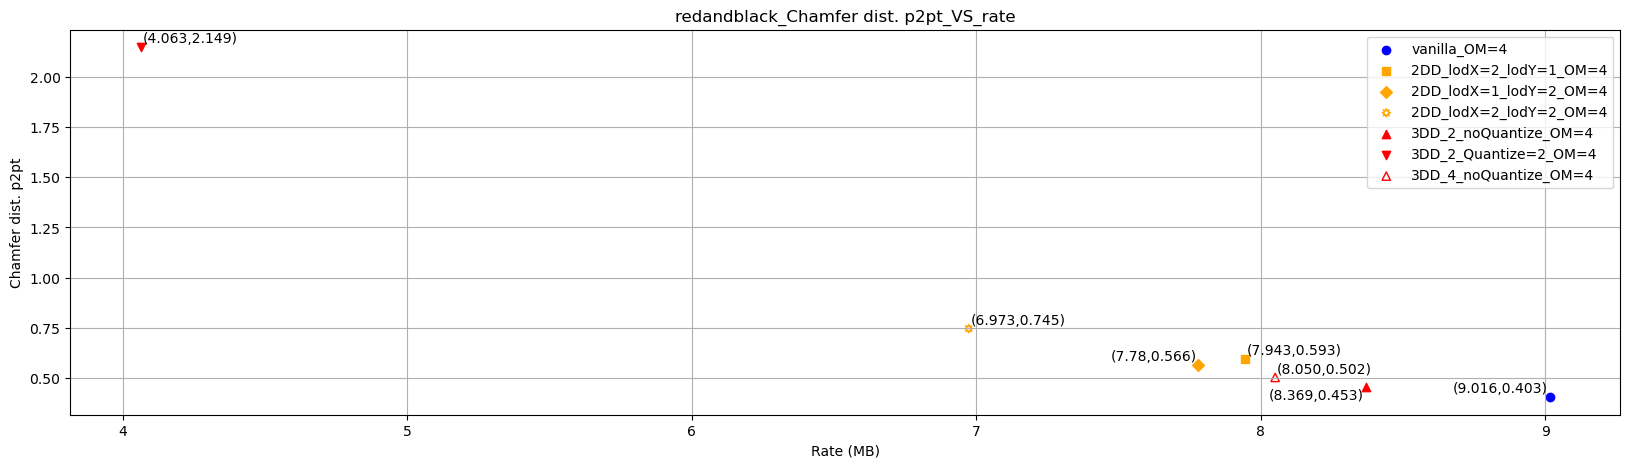 redandblack_Chamfer dist. p2pt_VS_rate
(4.063,2.149)
vanilla_OM=4
2DD_lodX=2_lodY=1_OM=4
2DD_lodX=1_lodY=2_OM=4
2DD_lodX=2_lodY=2_OM=4
3DD_2_noQuantize_OM=4
3DD_2_Quantize=2_OM=4
3DD_4_noQuantize_OM=4
2.00
1.75
1.50
1.25
1.00
0.75
0.50
Chamfer dist. p2pt
(6.973,0.745)
(7.943,0.593)
(7.78,0.566)
(8.050,0.502)
(9.016,0.403)
(8.369,0.453)
4 5 6 7 8 9
Rate (MB)